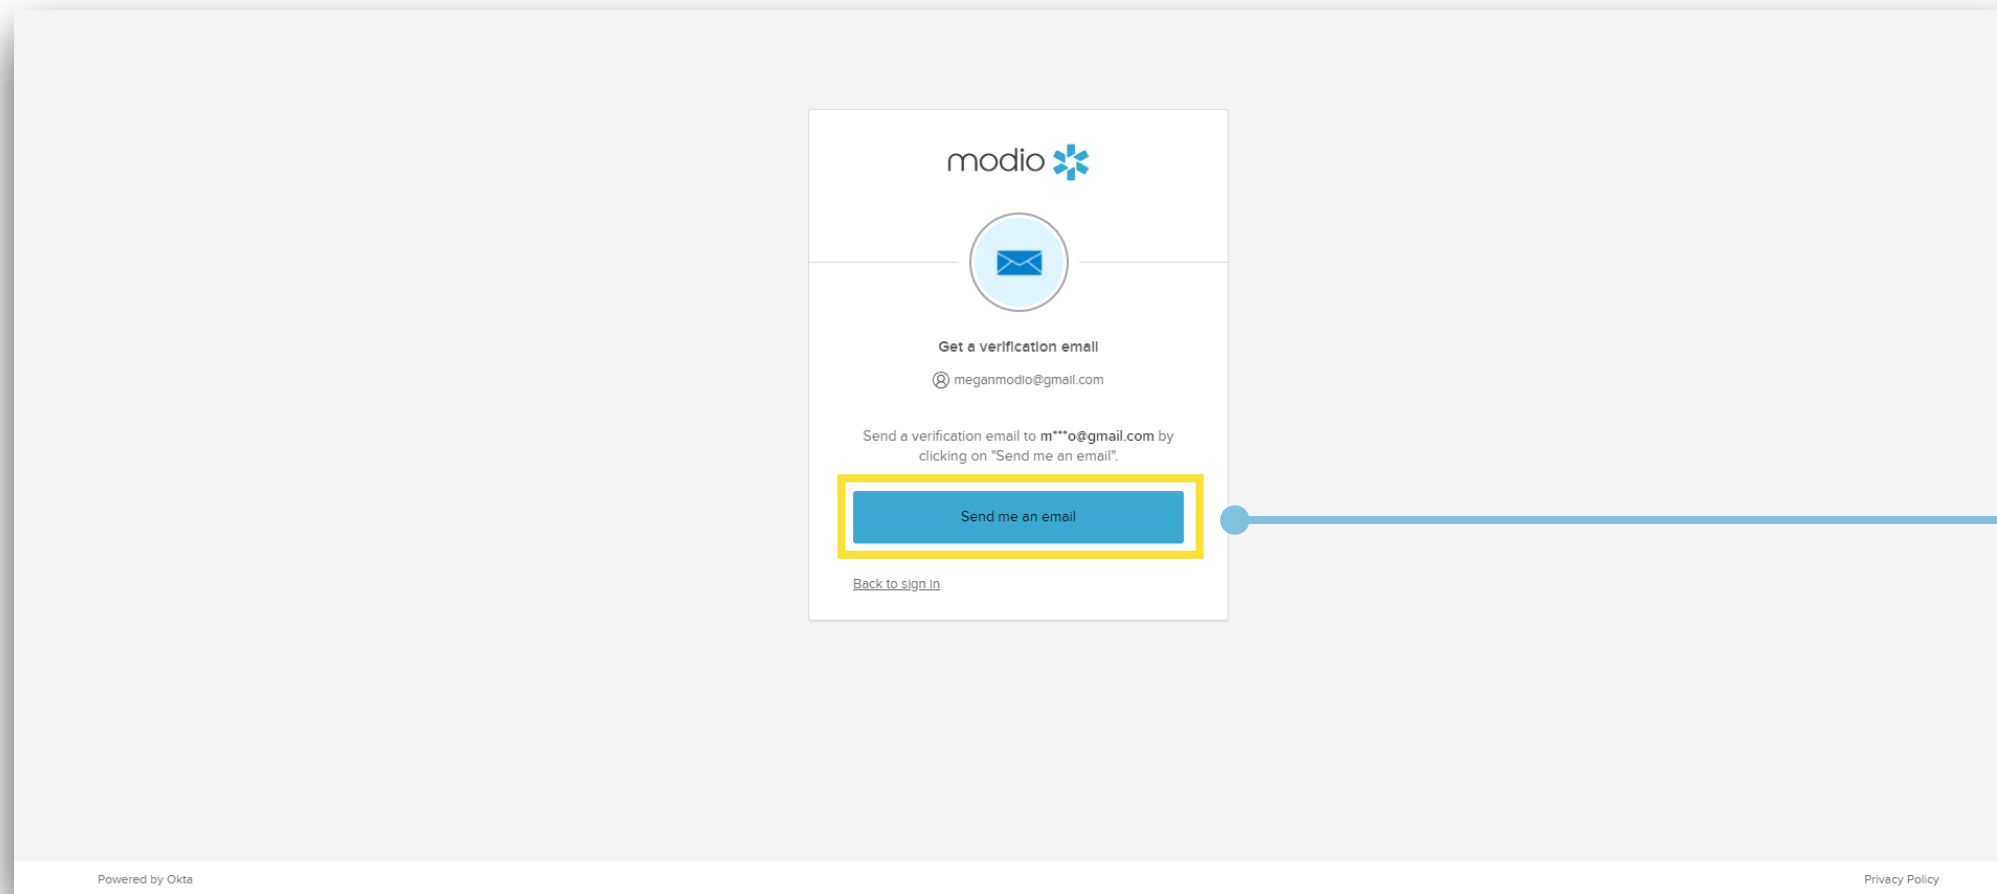 modio
Get a verification email
meganmodio@gmail.com
Send a verification email to m***o@gmail.com by
clicking on "Send me an email".
Send me an email
Back to sign in
Powered by Okta
Privacy Policy